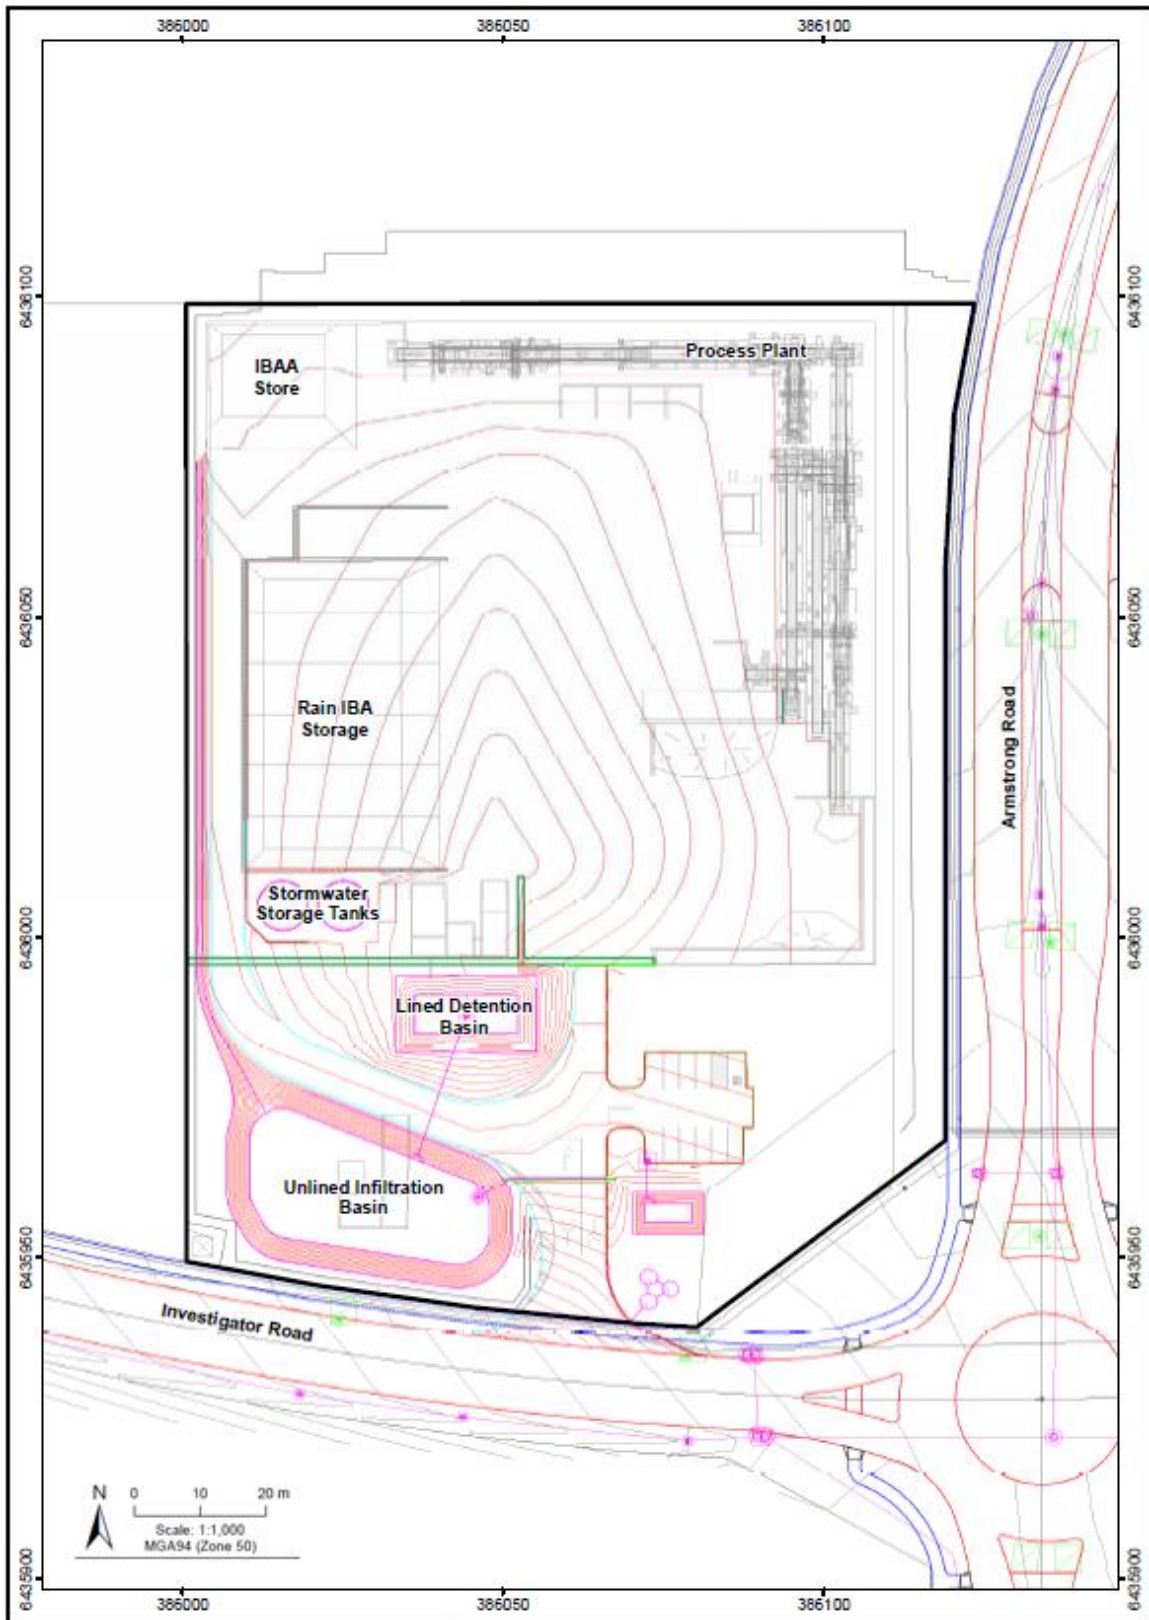 386000
386050
386100
6436100
6436100
Process Plant
IBAA
Store
6436050
6436050
Rain IBA
Storage
Armstrong Road
Stormwater
Storage Tanks
6436000
6436000
Lined Detention
Basin
Unlined Infiltration
Basin
6435950
6435950
Investigator Road
N
0
10
20 m
Scale: 1:1,000
MGA94 (Zone 50)
6435900
6435900
386000
386050
386100